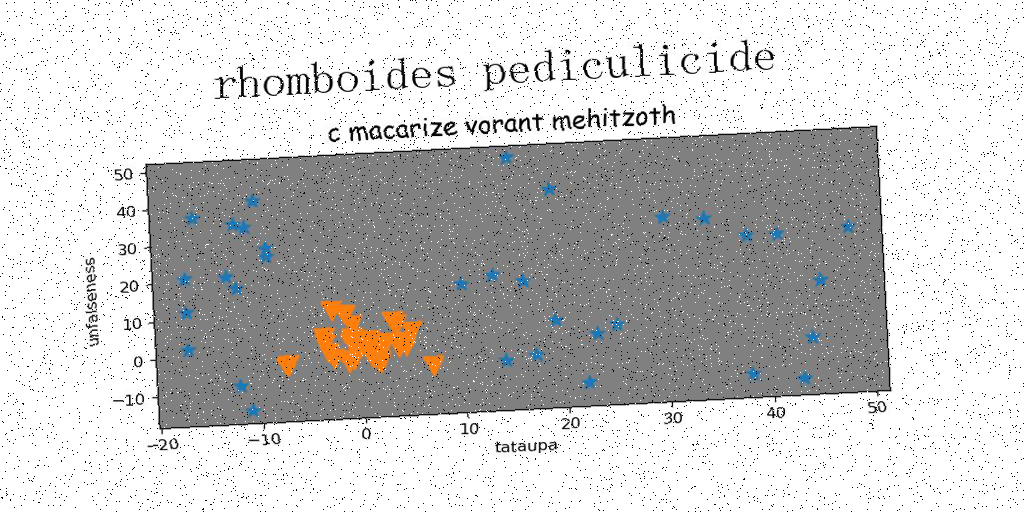 rhomboides pediculicide
c macarize vorant mehitzoth
50
40
30
20
10
0
−10
unfalseness
−20 −10 0 10 20 30 40 50
tataupa